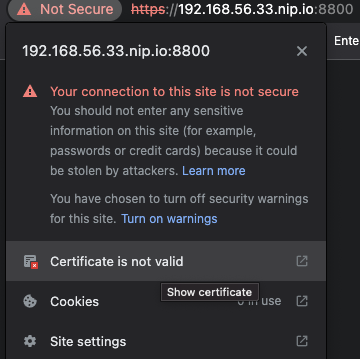 Not Secure https://192.168.56.33.nip.io:8800
Ente
192.168.56.33.nip.io:8800
Your connection to this site is not secure
You should not enter any sensitive
information on this site (for example,
passwords or credit cards) because it could
be stolen by attackers. Learn more
You have chosen to turn off security warnings
for this site. Turn on warnings
Certificate is not valid
Show certificate
Cookies
in use
Site settings